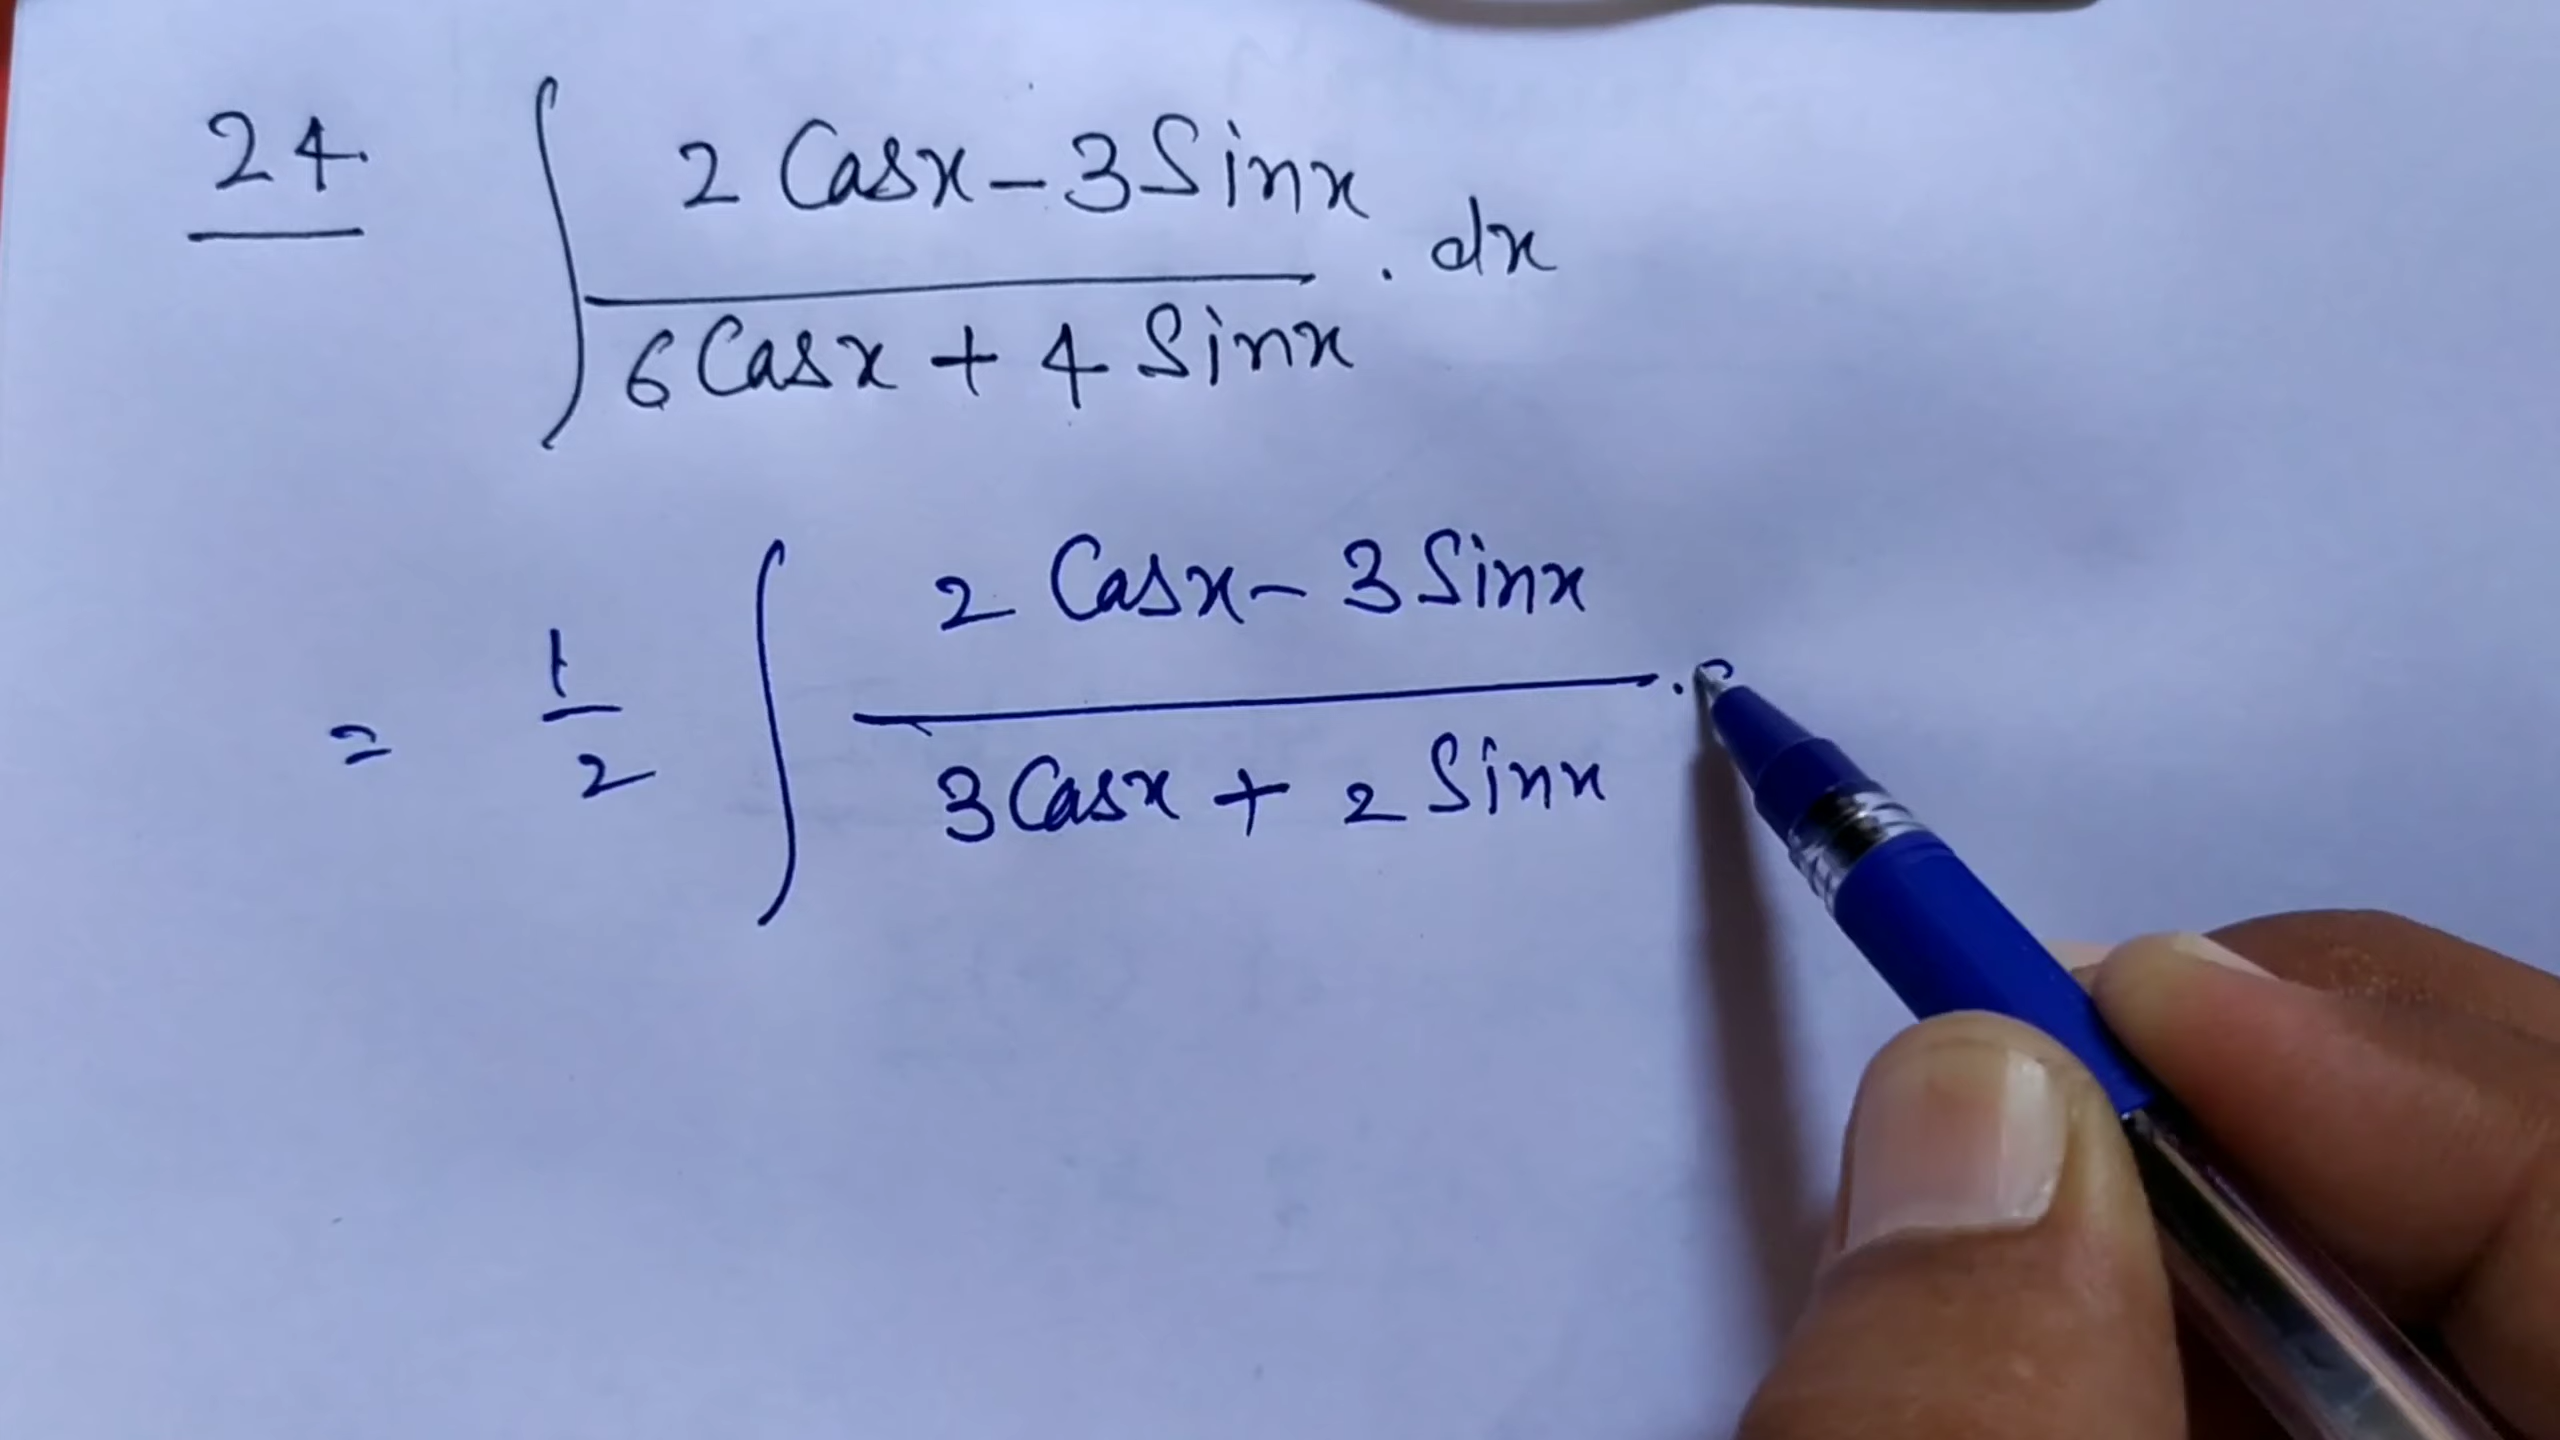 24. ∫ (2 Cosx - 3 Sinx)/(6 Cosx + 4 Sinx) . dx
= 1/2 ∫ (2 Cosx - 3 Sinx)/(3 Cosx + 2 Sinx) .